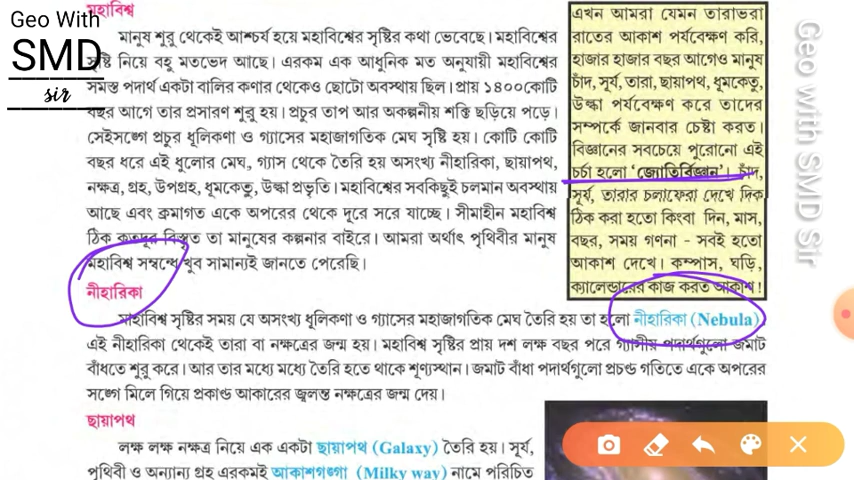 Geo With
SMD
sir
মহাবিশ্ব
মানুষ শুরু থেকেই আশ্চর্য হয়ে মহাবিশ্বের সৃষ্টির কথা ভেবেছে। মহাবিশ্বের
সৃষ্টি নিয়ে বহু মতভেদ আছে। এরকম এক আধুনিক মত অনুযায়ী মহাবিশ্বের
সমস্ত পদার্থ একটা বালির কণার থেকেও ছোটো অবস্থায় ছিল। প্রায় ১৪০০কোটি
বছর আগে তার প্রসারণ শুরু হয়। প্রচুর তাপ আর অকল্পনীয় শক্তি ছড়িয়ে পড়ে।
সেইসঙ্গে প্রচুর ধূলিকণা ও গ্যাসের মহাজাগতিক মেঘ সৃষ্টি হয়। কোটি কোটি
বছর ধরে এই ধুলোর মেঘ, গ্যাস থেকে তৈরি হয় অসংখ্য নীহারিকা, ছায়াপথ,
নক্ষত্র, গ্রহ, উপগ্রহ, ধূমকেতু, উল্কা প্রভৃতি। মহাবিশ্বের সবকিছুই চলমান অবস্থায়
আছে এবং ক্রমাগত একে অপরের থেকে দূরে সরে যাচ্ছে। সীমাহীন মহাবিশ্ব
ঠিক কতদূর বিস্তৃত তা মানুষের কল্পনার বাইরে। আমরা অর্থাৎ পৃথিবীর মানুষ
মহাবিশ্ব সম্বন্ধে খুব সামান্যই জানতে পেরেছি।
এখন আমরা যেমন তারাভরা
রাতের আকাশ পর্যবেক্ষণ করি,
হাজার হাজার বছর আগেও মানুষ
চাঁদ, সূর্য, তারা, ছায়াপথ, ধূমকেতু,
উল্কা পর্যবেক্ষণ করে তাদের
সম্পর্কে জানবার চেষ্টা করত।
বিজ্ঞানের সবচেয়ে পুরোনো এই
চর্চা হলো ‘জ্যোতির্বিজ্ঞান’। চাঁদ,
সূর্য, তারার চলাফেরা দেখে দিক
ঠিক করা হতো কিংবা দিন, মাস,
বছর, সময় গণনা - সবই হতো
আকাশ দেখে। কম্পাস, ঘড়ি,
ক্যালেন্ডারের কাজ করত আকাশ!
নীহারিকা
মহাবিশ্ব সৃষ্টির সময় যে অসংখ্য ধূলিকণা ও গ্যাসের মহাজাগতিক মেঘ তৈরি হয় তা হলো নীহারিকা (Nebula)
এই নীহারিকা থেকেই তারা বা নক্ষত্রের জন্ম হয়। মহাবিশ্ব সৃষ্টির প্রায় দশ লক্ষ বছর পরে গ্যাসীয় পদার্থগুলো জমাট
বাঁধতে শুরু করে। আর তার মধ্যে মধ্যে তৈরি হতে থাকে শূণ্যস্থান। জমাট বাঁধা পদার্থগুলো প্রচণ্ড গতিতে একে অপরের
সঙ্গে মিলে গিয়ে প্রকাণ্ড আকারের জ্বলন্ত নক্ষত্রের জন্ম দেয়।
ছায়াপথ
লক্ষ লক্ষ নক্ষত্র নিয়ে এক একটা ছায়াপথ (Galaxy) তৈরি হয়। সূর্য,
পৃথিবী ও অন্যান্য গ্রহ এরকমই আকাশগঙ্গা (Milky way) নামে পরিচিত
Geo with SMD Sir